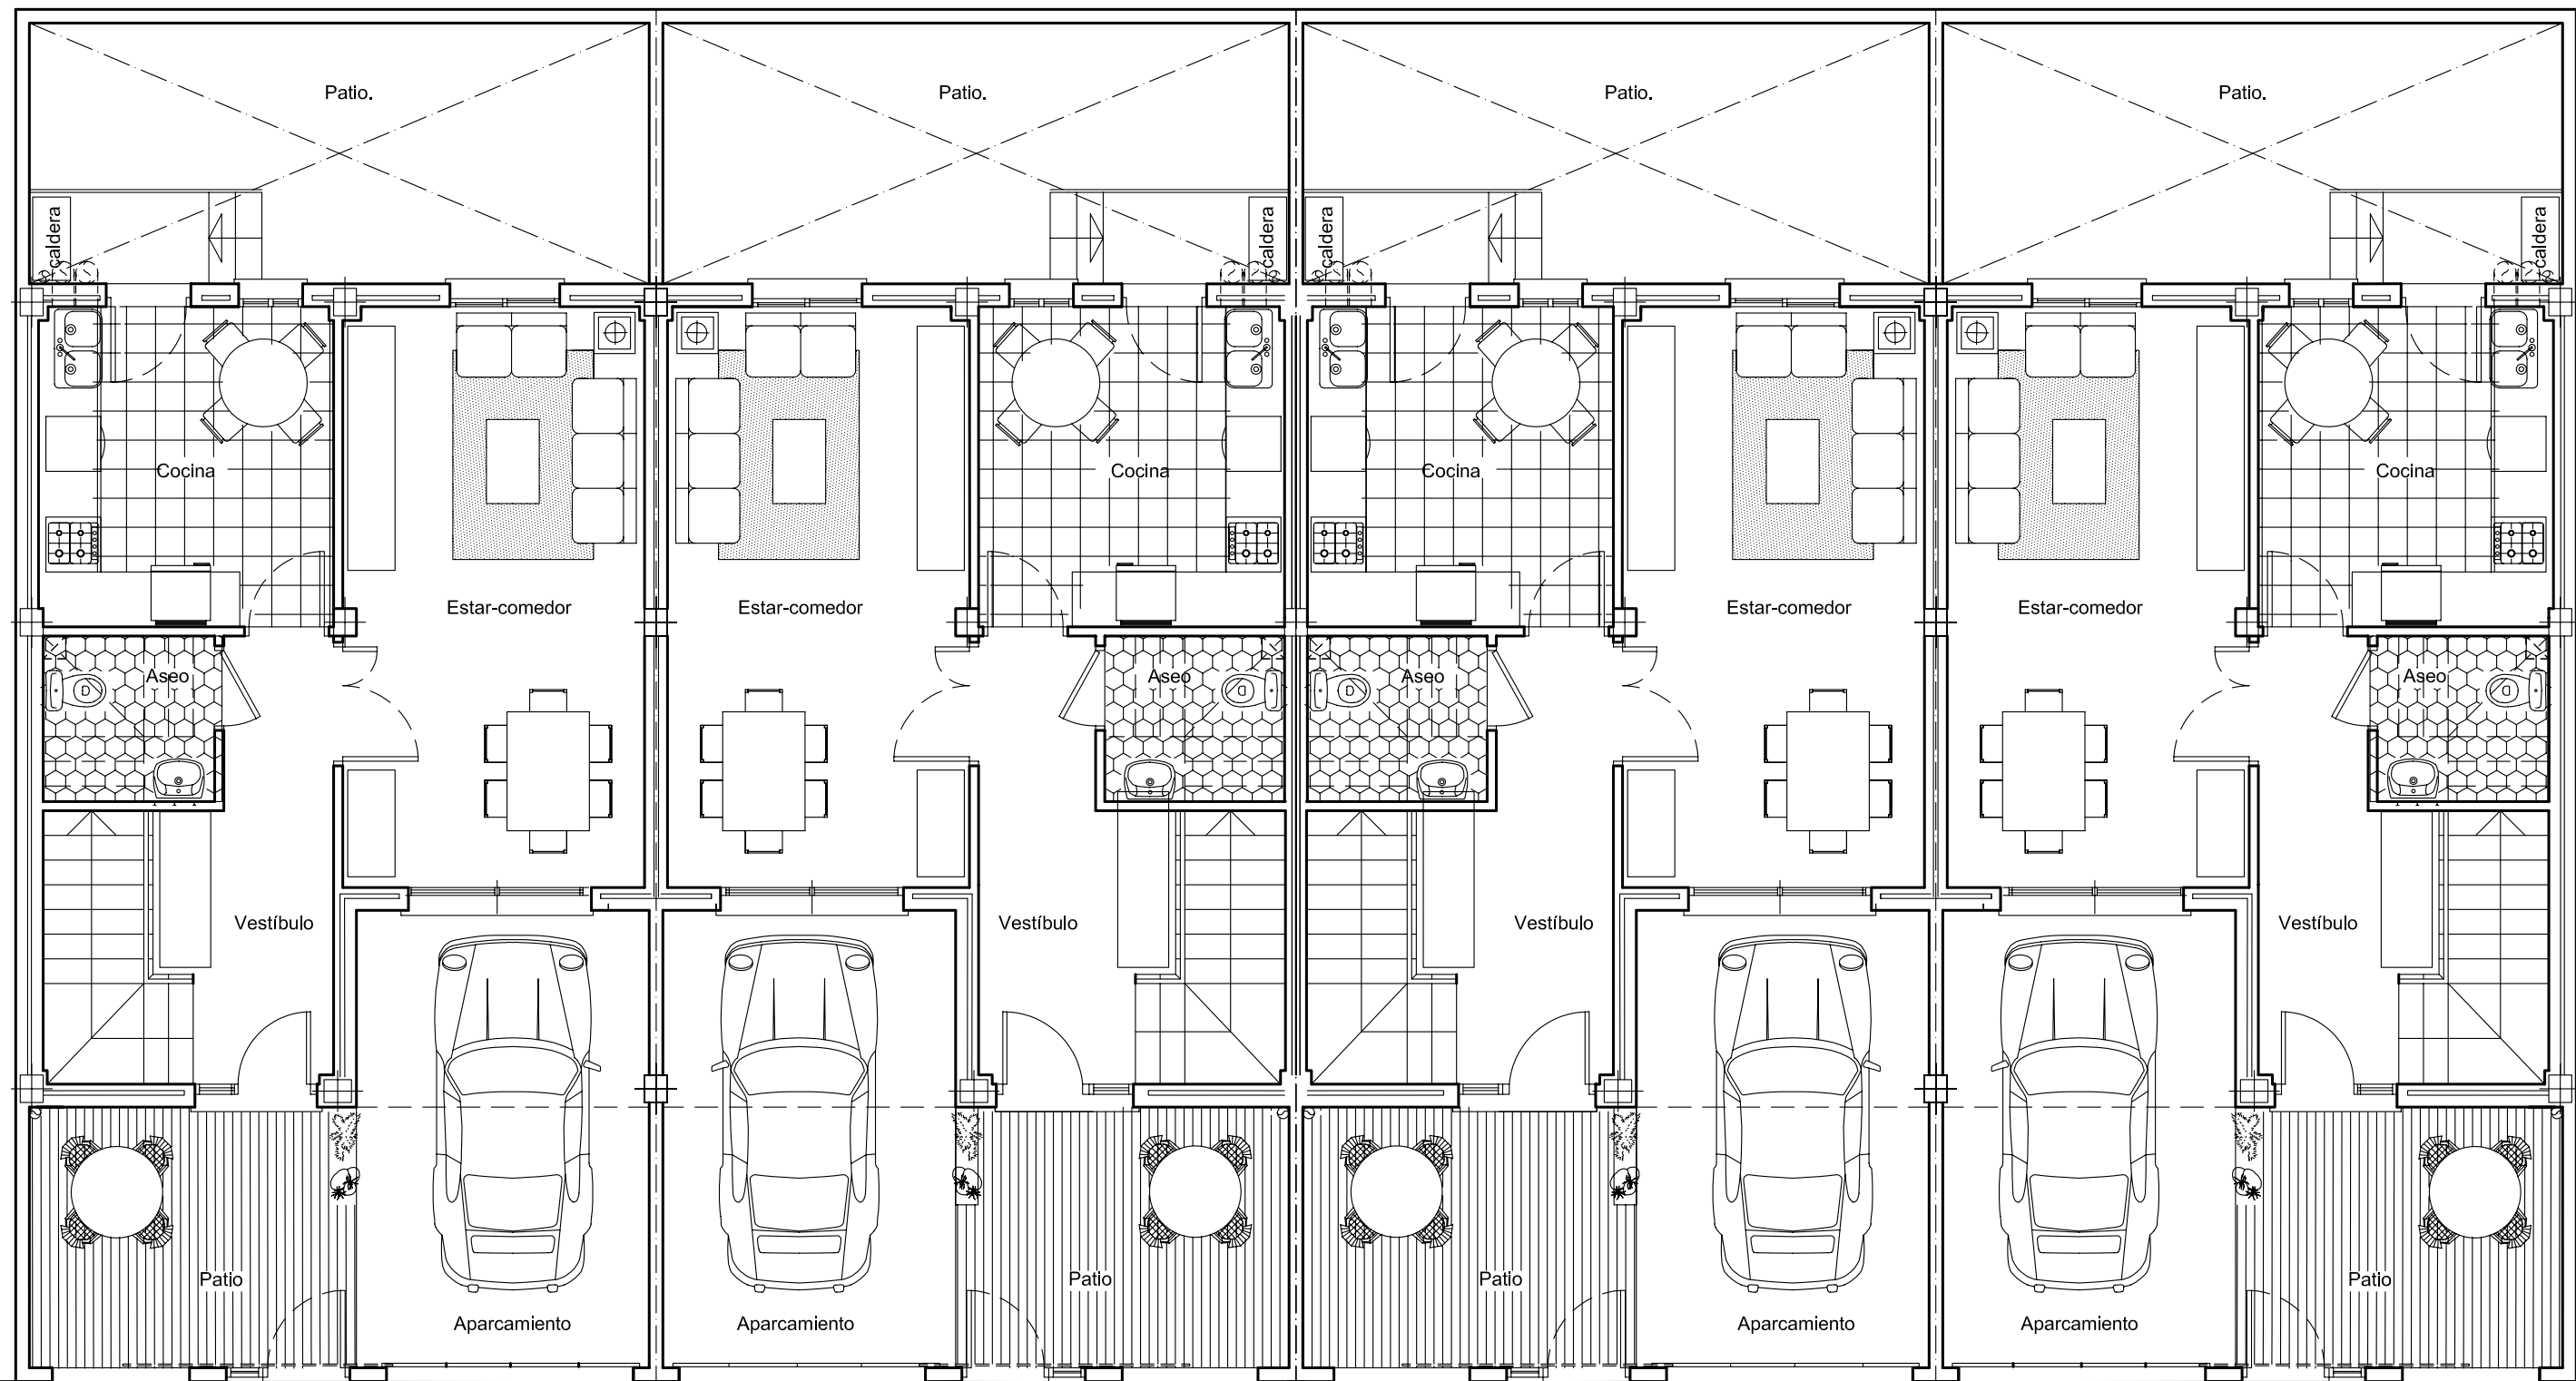 Patio.
Patio.
Patio.
Patio.
caldera
caldera
caldera
caldera
Cocina
Cocina
Cocina
Cocina
Estar-comedor
Estar-comedor
Estar-comedor
Estar-comedor
Aseo
Aseo
Aseo
Aseo
Vestíbulo
Vestíbulo
Vestíbulo
Vestíbulo
Patio
Patio
Patio
Patio
Aparcamiento
Aparcamiento
Aparcamiento
Aparcamiento